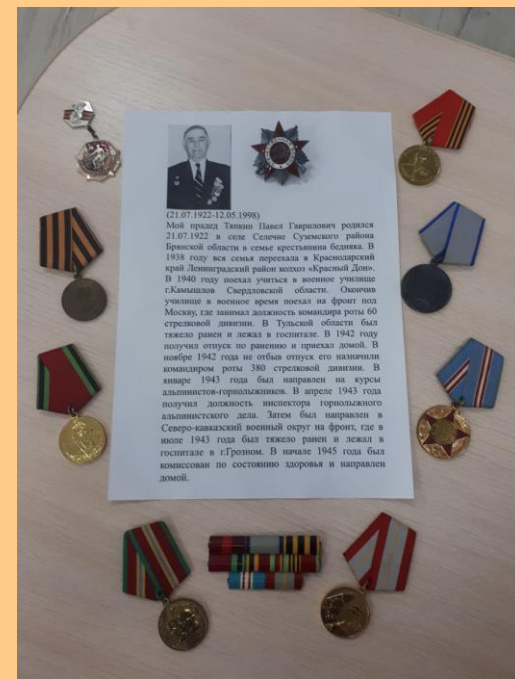 (21.07.1922-12.05.1998)
Мой прадед Тяпкин Павел Гаврилович родился
21.07.1922 в селе Селечне Суземского района
Брянской области в семье крестьянина бедняка. В
1938 году вся семья переехала в Краснодарский
край Ленинградский район колхоз «Красный Дон».
В 1940 году поехал учиться в военное училище
г.Камышлов Свердловской области. Окончив
училище в военное время поехал на фронт под
Москву, где занимал должность командира роты 60
стрелковой дивизии. В Тульской области был
тяжело ранен и лежал в госпитале. В 1942 году
получил отпуск по ранению и приехал домой. В
ноябре 1942 года не отбыв отпуск его назначили
командиром роты 380 стрелковой дивизии. В
январе 1943 года был направлен на курсы
альпинистов-горнолыжников. В апреле 1943 года
получил должность инспектора горнолыжного
альпинистского дела. Затем был направлен в
Северо-кавказский военный округ на фронт, где в
июле 1943 года был тяжело ранен и лежал в
госпитале в г.Грозном. В начале 1945 года был
комиссован по состоянию здоровья и направлен
домой.